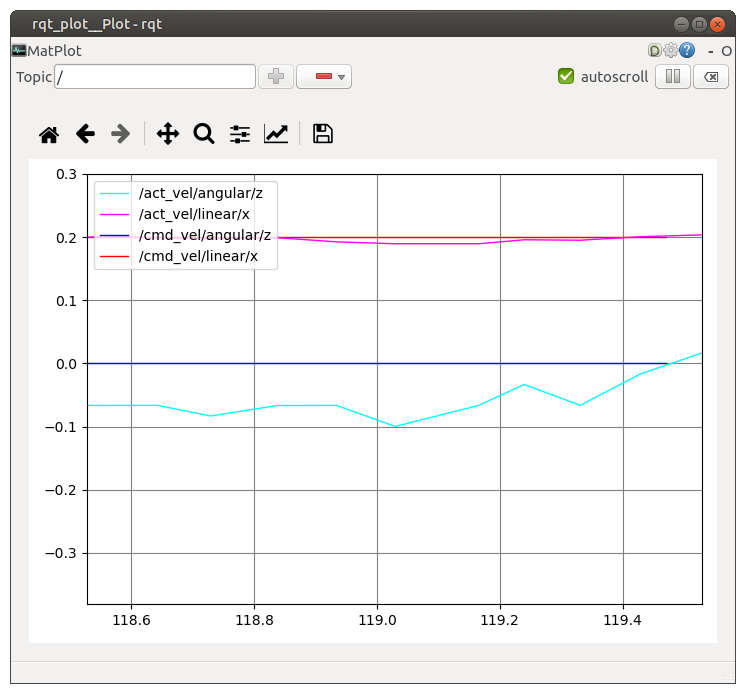 rqt_plot__Plot - rqt
MatPlot
D
?
- O
Topic /
autoscroll
0.3
0.2
0.1
0.0
−0.1
−0.2
−0.3
/act_vel/angular/z
/act_vel/linear/x
/cmd_vel/angular/z
/cmd_vel/linear/x
118.6 118.8 119.0 119.2 119.4